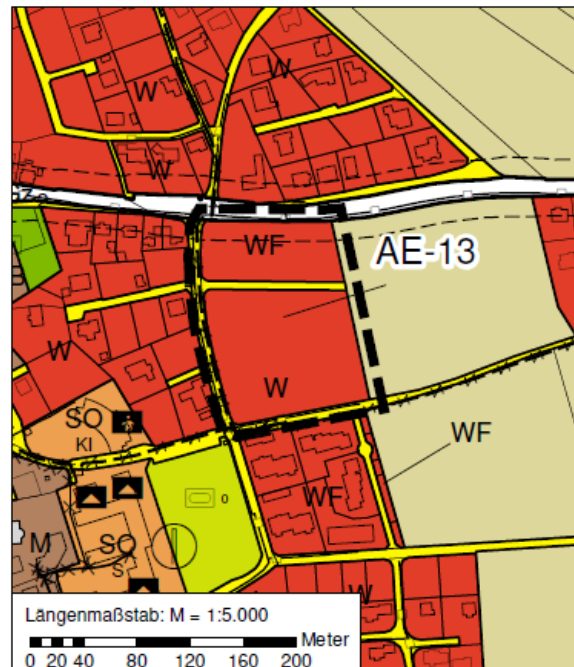 W
W
W
WF
AE-13
W
W
SO
KI
WF
WF
o
M
SO
S
W
Längenmaßstab: M = 1:5.000
Meter
0 20 40 80 120 160 200